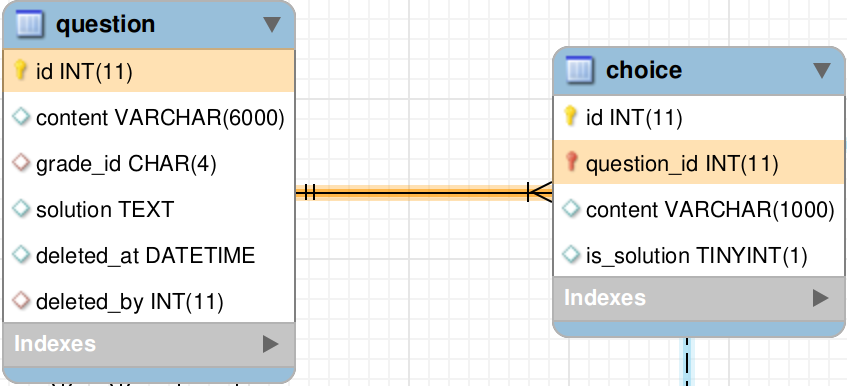 question
id INT(11)
content VARCHAR(6000)
grade_id CHAR(4)
solution TEXT
deleted_at DATETIME
deleted_by INT(11)
Indexes
choice
id INT(11)
question_id INT(11)
content VARCHAR(1000)
is_solution TINYINT(1)
Indexes